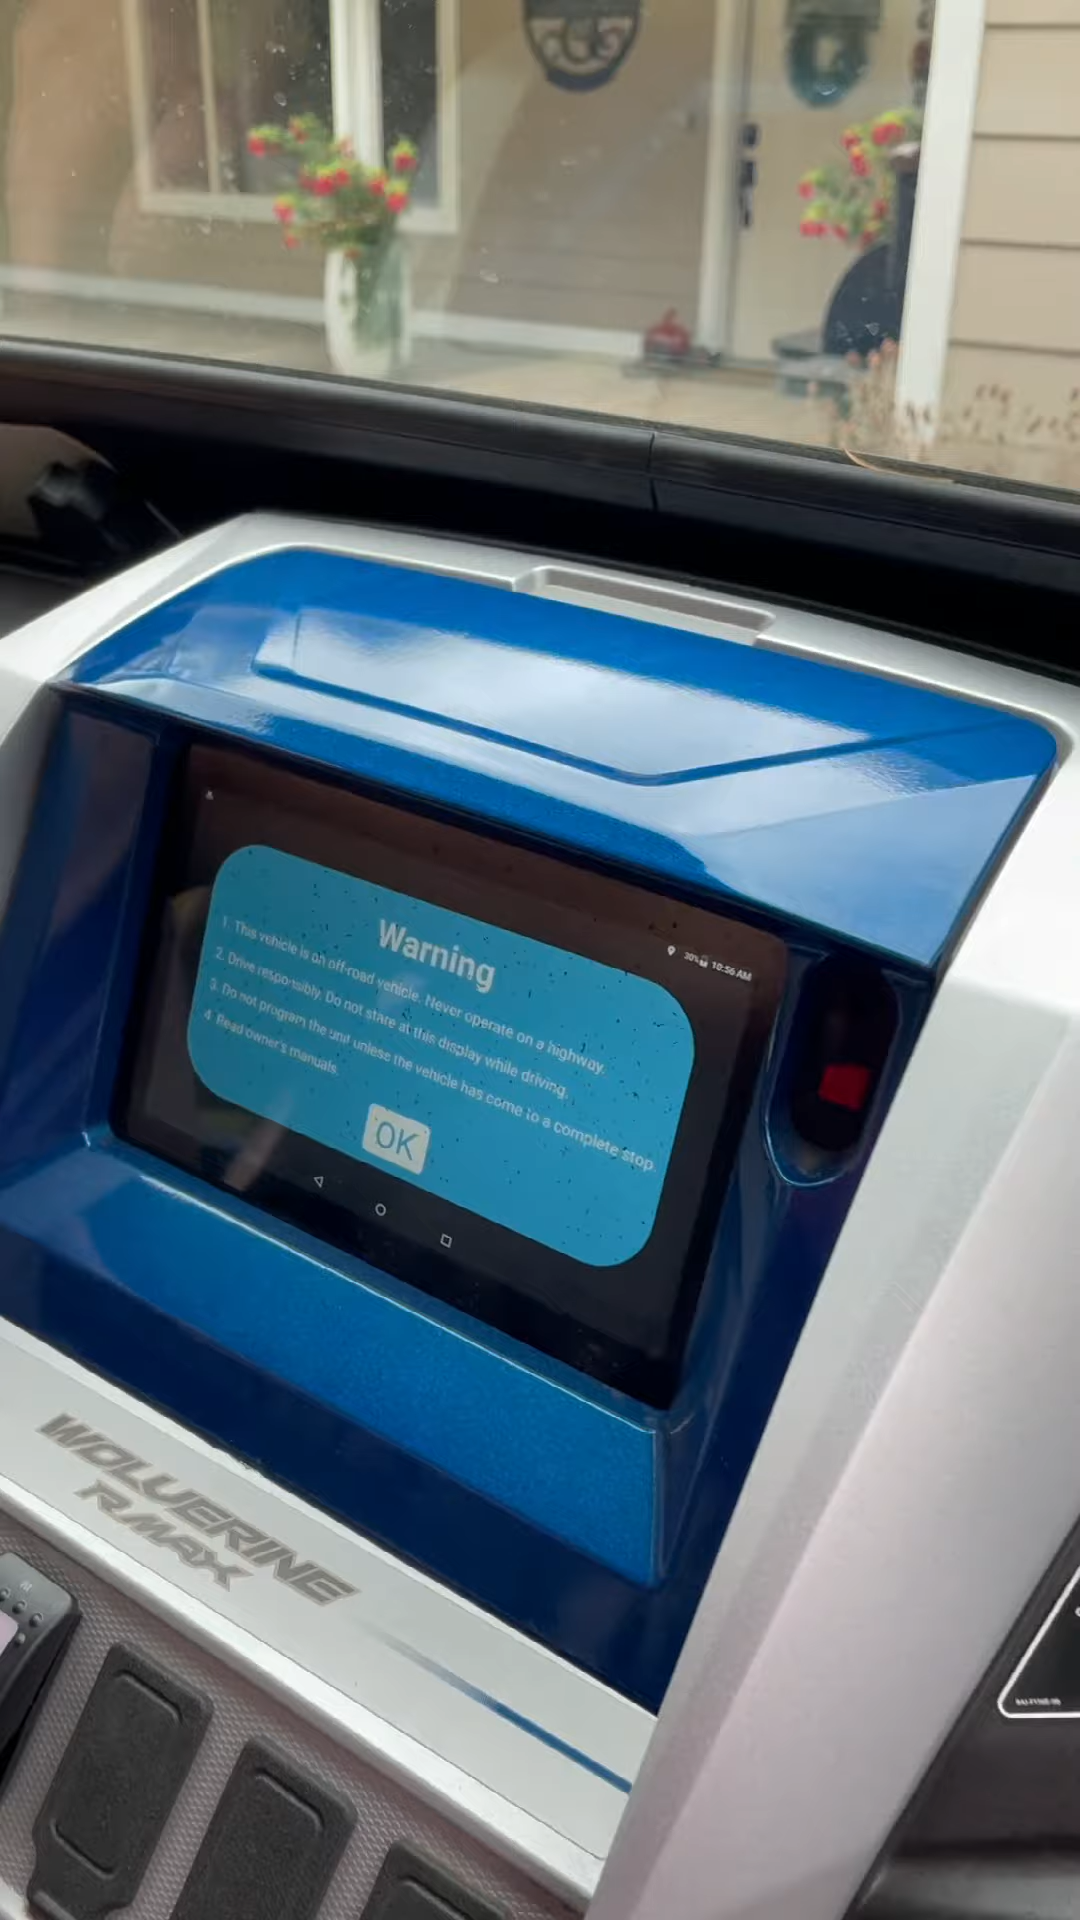 30% 10:56 AM
Warning
1. This vehicle is an off-road vehicle. Never operate on a highway.
2. Drive responsibly. Do not stare at this display while driving.
3. Do not program the unit unless the vehicle has come to a complete stop.
4. Read owner's manuals.
OK
WOLVERINE
RMAX